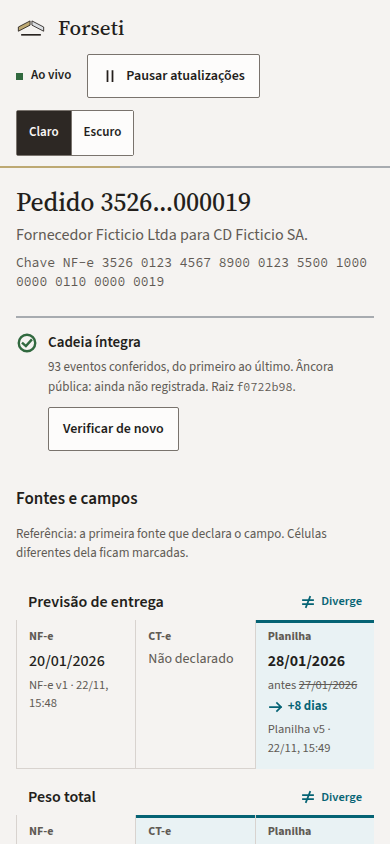 Forseti
Ao vivo
Pausar atualizações
Claro
Escuro
Pedido 3526…000019
Fornecedor Ficticio Ltda para CD Ficticio SA.
Chave NF-e 3526 0123 4567 8900 0123 5500 1000
0000 0110 0000 0019
Cadeia íntegra
93 eventos conferidos, do primeiro ao último. Âncora
pública: ainda não registrada. Raiz f0722b98.
Verificar de novo
Fontes e campos
Referência: a primeira fonte que declara o campo. Células
diferentes dela ficam marcadas.
Previsão de entrega
Diverge
NF-e
20/01/2026
NF-e v1 · 22/11,
15:48
CT-e
Não declarado
Planilha
28/01/2026
antes 27/01/2026
+8 dias
Planilha v5 ·
22/11, 15:49
Peso total
Diverge
NF-e
CT-e
Planilha